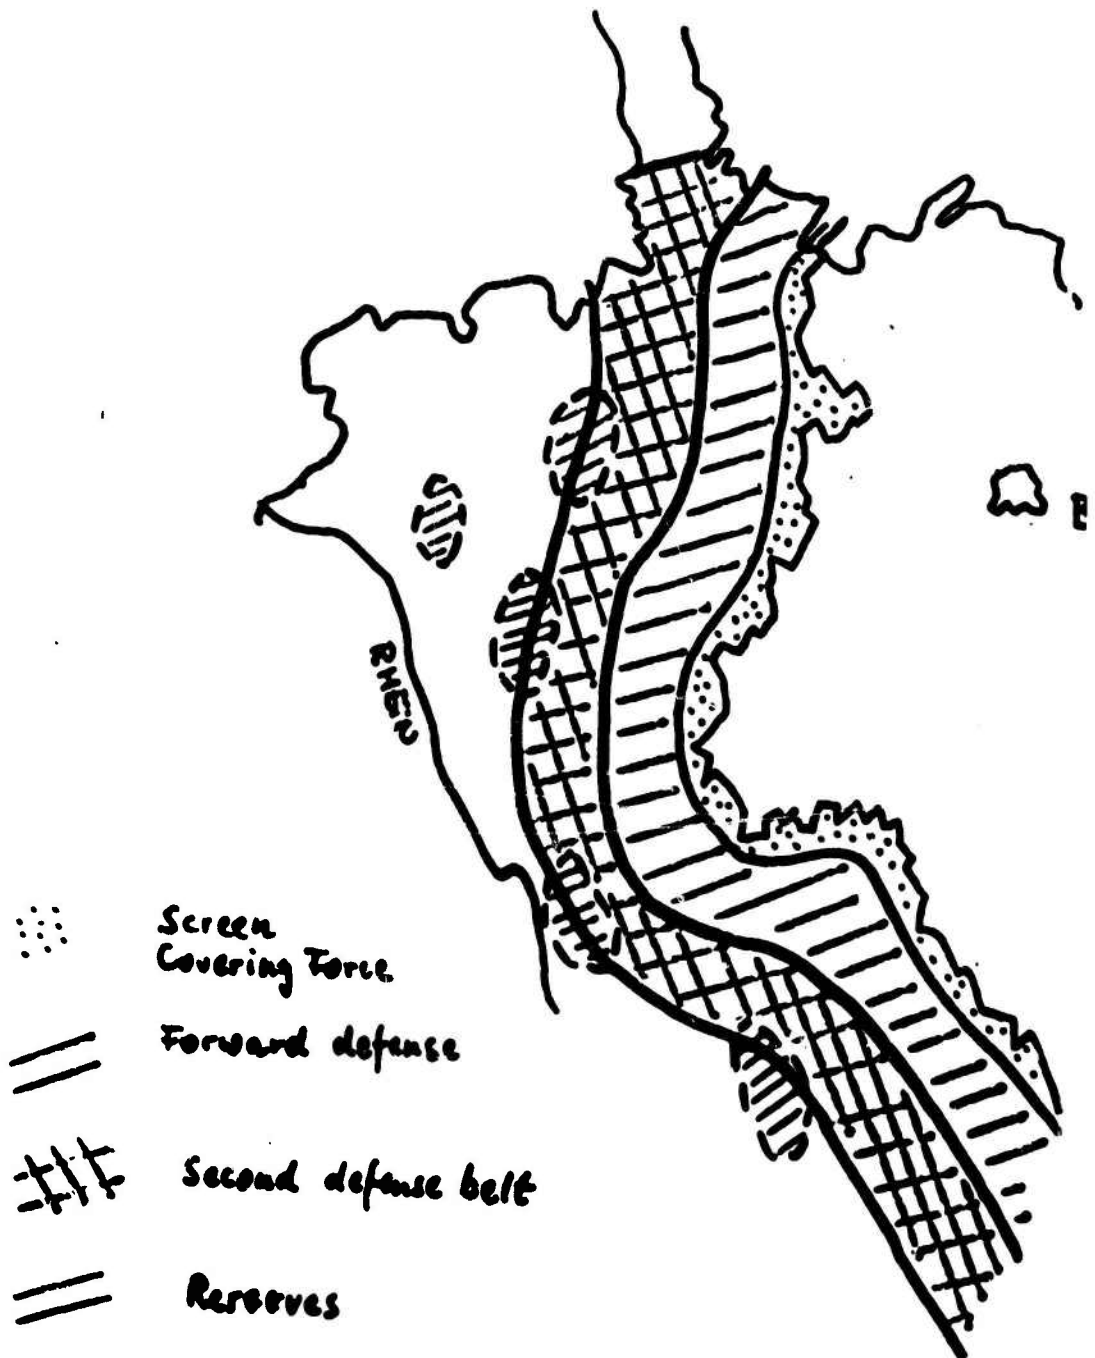 RHEIN
Screen
Covering Force
Forward defense
Second defense belt
Reserves